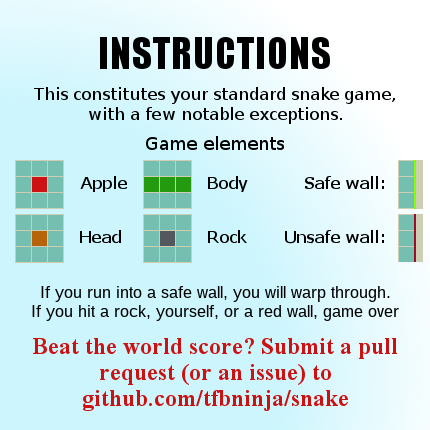 INSTRUCTIONS
This constitutes your standard snake game,
with a few notable exceptions.
Game elements
Apple Body Safe wall:
Head Rock Unsafe wall:
If you run into a safe wall, you will warp through.
If you hit a rock, yourself, or a red wall, game over
Beat the world score? Submit a pull
request (or an issue) to
github.com/tfbninja/snake